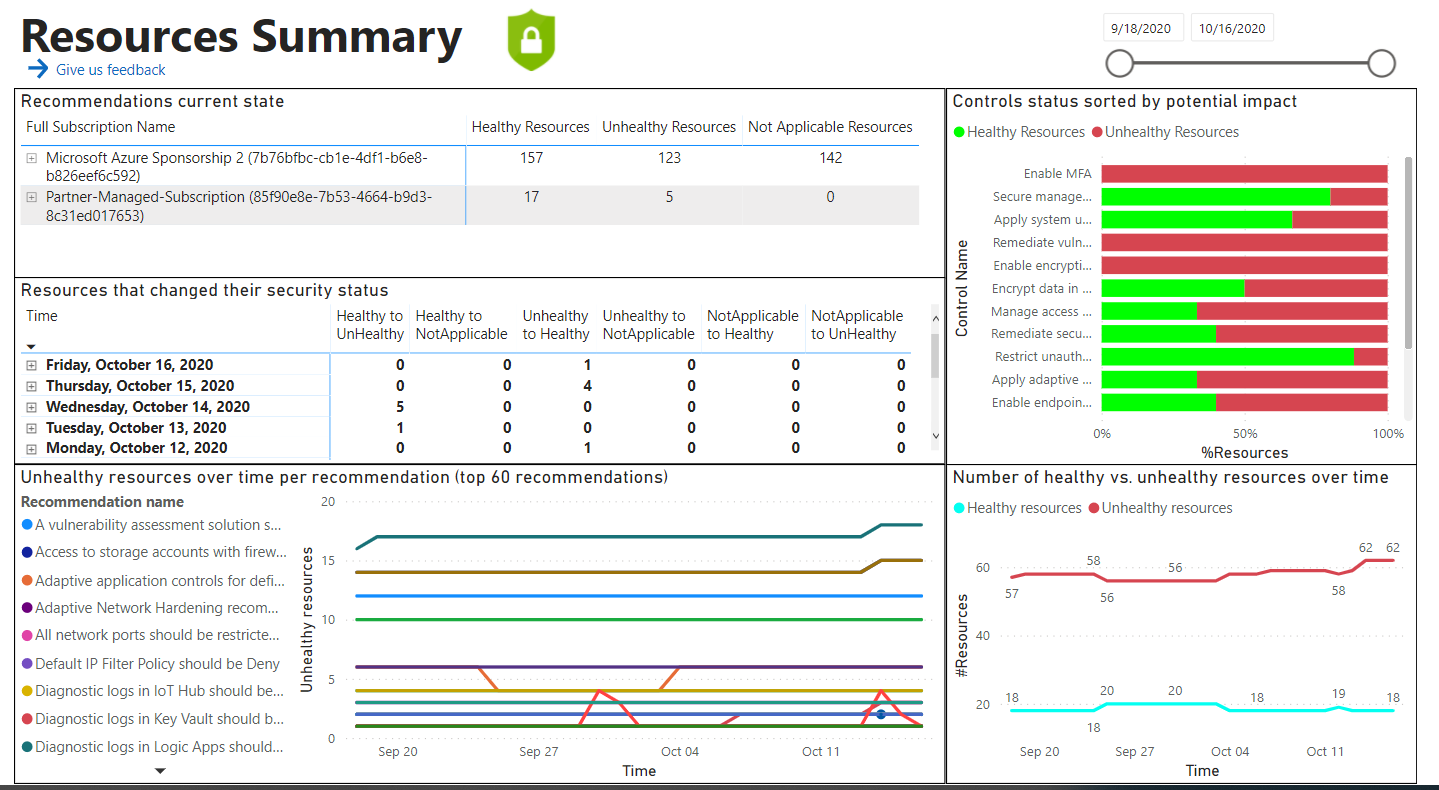 Resources Summary
Give us feedback
9/18/2020
10/16/2020
Recommendations current state
Full Subscription Name
Healthy Resources
Unhealthy Resources
Not Applicable Resources
Microsoft Azure Sponsorship 2 (7b76bfbc-cb1e-4df1-b6e8-
b826eef6c592)
157
123
142
Partner-Managed-Subscription (85f90e8e-7b53-4664-b9d3-
8c31ed017653)
17
5
0
Controls status sorted by potential impact
Healthy Resources
Unhealthy Resources
Control Name
Enable MFA
Secure manage...
Apply system u...
Remediate vuln...
Enable encrypti...
Encrypt data in ...
Manage access ...
Remediate secu...
Restrict unauth...
Apply adaptive ...
Enable endpoin...
0%
50%
100%
%Resources
Resources that changed their security status
Time
Healthy to
UnHealthy
Healthy to
NotApplicable
Unhealthy
to Healthy
Unhealthy to
NotApplicable
NotApplicable
to Healthy
NotApplicable
to UnHealthy
Friday, October 16, 2020 0 0 1 0 0 0
Thursday, October 15, 2020 0 0 4 0 0 0
Wednesday, October 14, 2020 5 0 0 0 0 0
Tuesday, October 13, 2020 1 0 0 0 0 0
Monday, October 12, 2020 0 0 1 0 0 0
Unhealthy resources over time per recommendation (top 60 recommendations)
Recommendation name
A vulnerability assessment solution s...
Access to storage accounts with firew...
Adaptive application controls for defi...
Adaptive Network Hardening recom...
All network ports should be restricte...
Default IP Filter Policy should be Deny
Diagnostic logs in IoT Hub should be...
Diagnostic logs in Key Vault should b...
Diagnostic logs in Logic Apps should...
Unhealthy resources
20
15
10
5
0
Sep 20
Sep 27
Oct 04
Oct 11
Time
Number of healthy vs. unhealthy resources over time
Healthy resources
Unhealthy resources
#Resources
60
40
20
57
58
56
56
58
62
62
18
18
20
20
18
19
18
Sep 20
Sep 27
Oct 04
Oct 11
Time